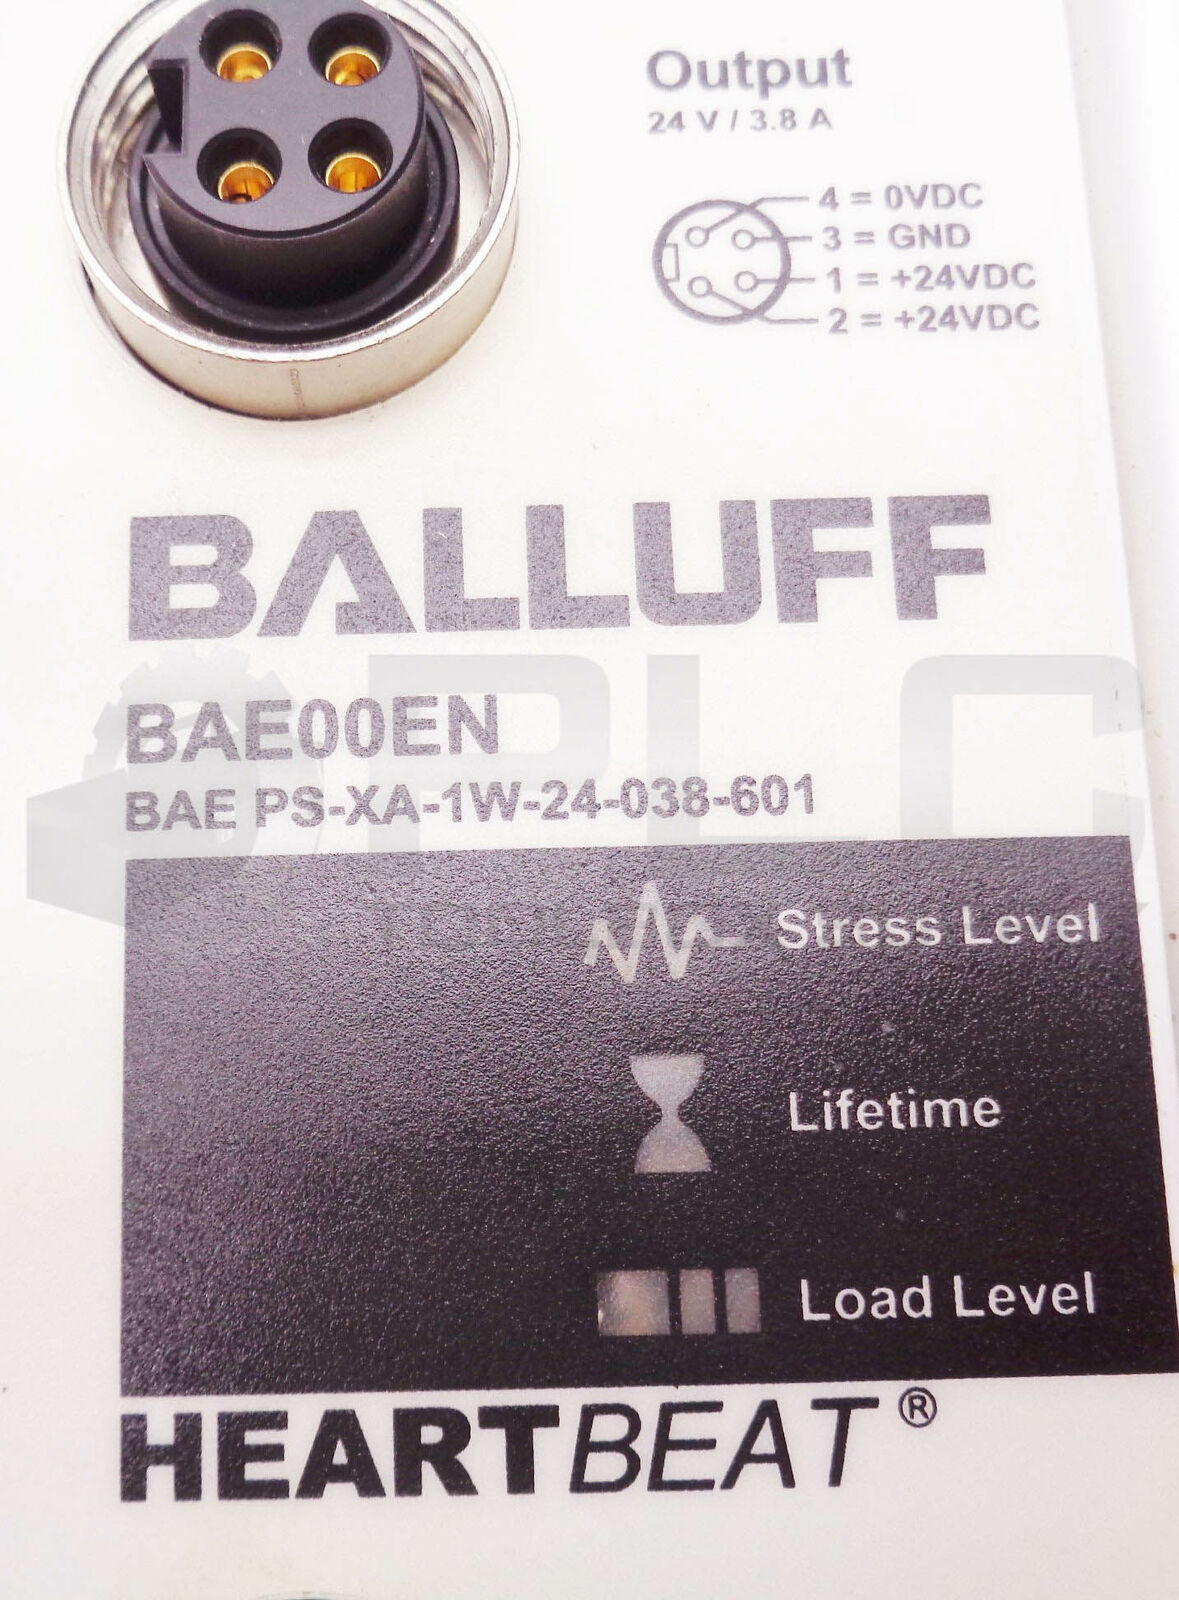 Output
24 V / 3.8 A
4 = 0VDC
3 = GND
1 = +24VDC
2 = +24VDC
BALLUFF
PLC
BAE00EN
BAE PS-XA-1W-24-038-601
Stress Level
Lifetime
Load Level
HEARTBEAT®